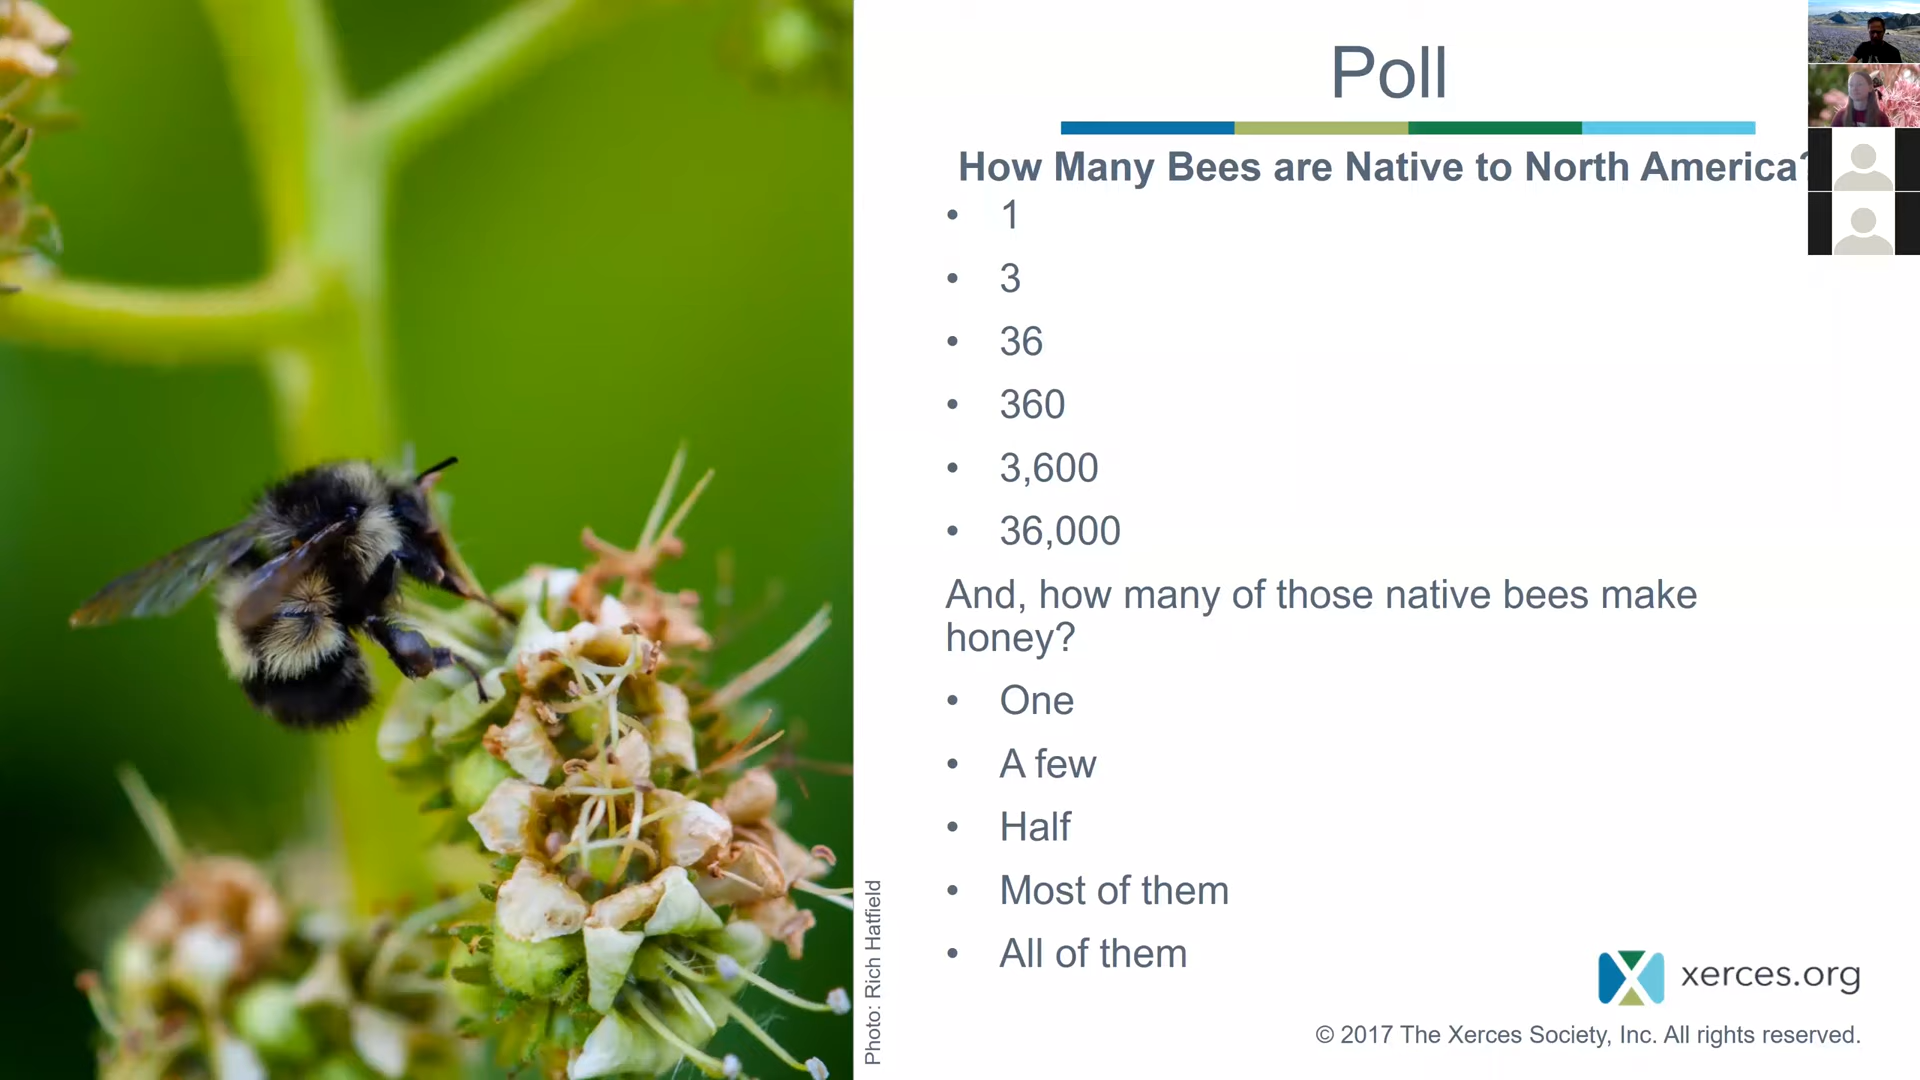 Poll
How Many Bees are Native to North America?
• 1
• 3
• 36
• 360
• 3,600
• 36,000
And, how many of those native bees make
honey?
• One
• A few
• Half
• Most of them
• All of them
Photo: Rich Hatfield
xerces.org
© 2017 The Xerces Society, Inc. All rights reserved.